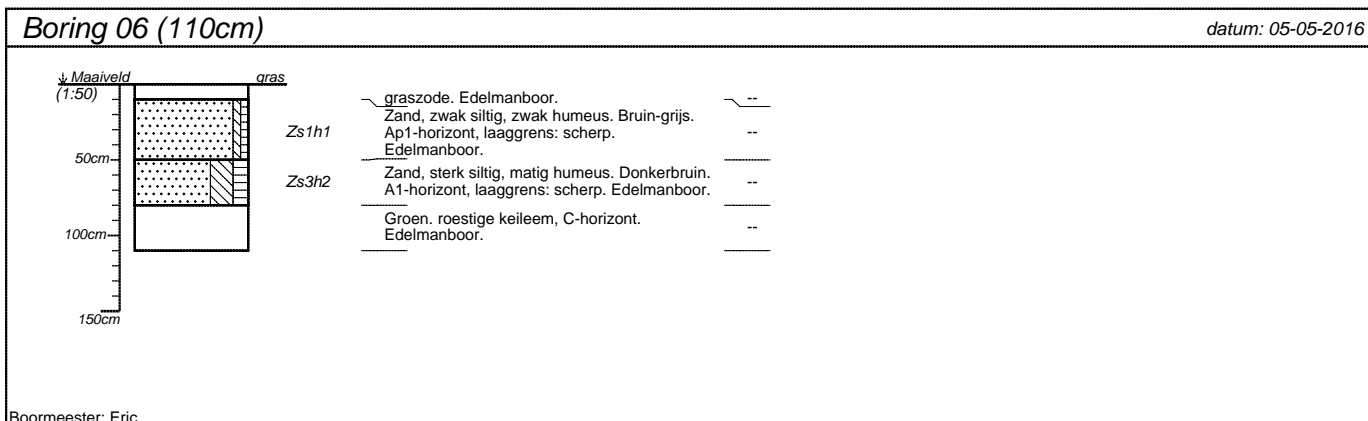 Boring 06 (110cm)
datum: 05-05-2016
Maaiveld
gras
(1:50)
graszode. Edelmanboor.
--
Zs1h1
Zand, zwak siltig, zwak humeus. Bruin-grijs.
Ap1-horizont, laaggrens: scherp.
Edelmanboor.
--
50cm
Zs3h2
Zand, sterk siltig, matig humeus. Donkerbruin.
A1-horizont, laaggrens: scherp. Edelmanboor.
--
100cm
Groen. roestige keileem, C-horizont.
Edelmanboor.
--
150cm
Boormeester: Eric